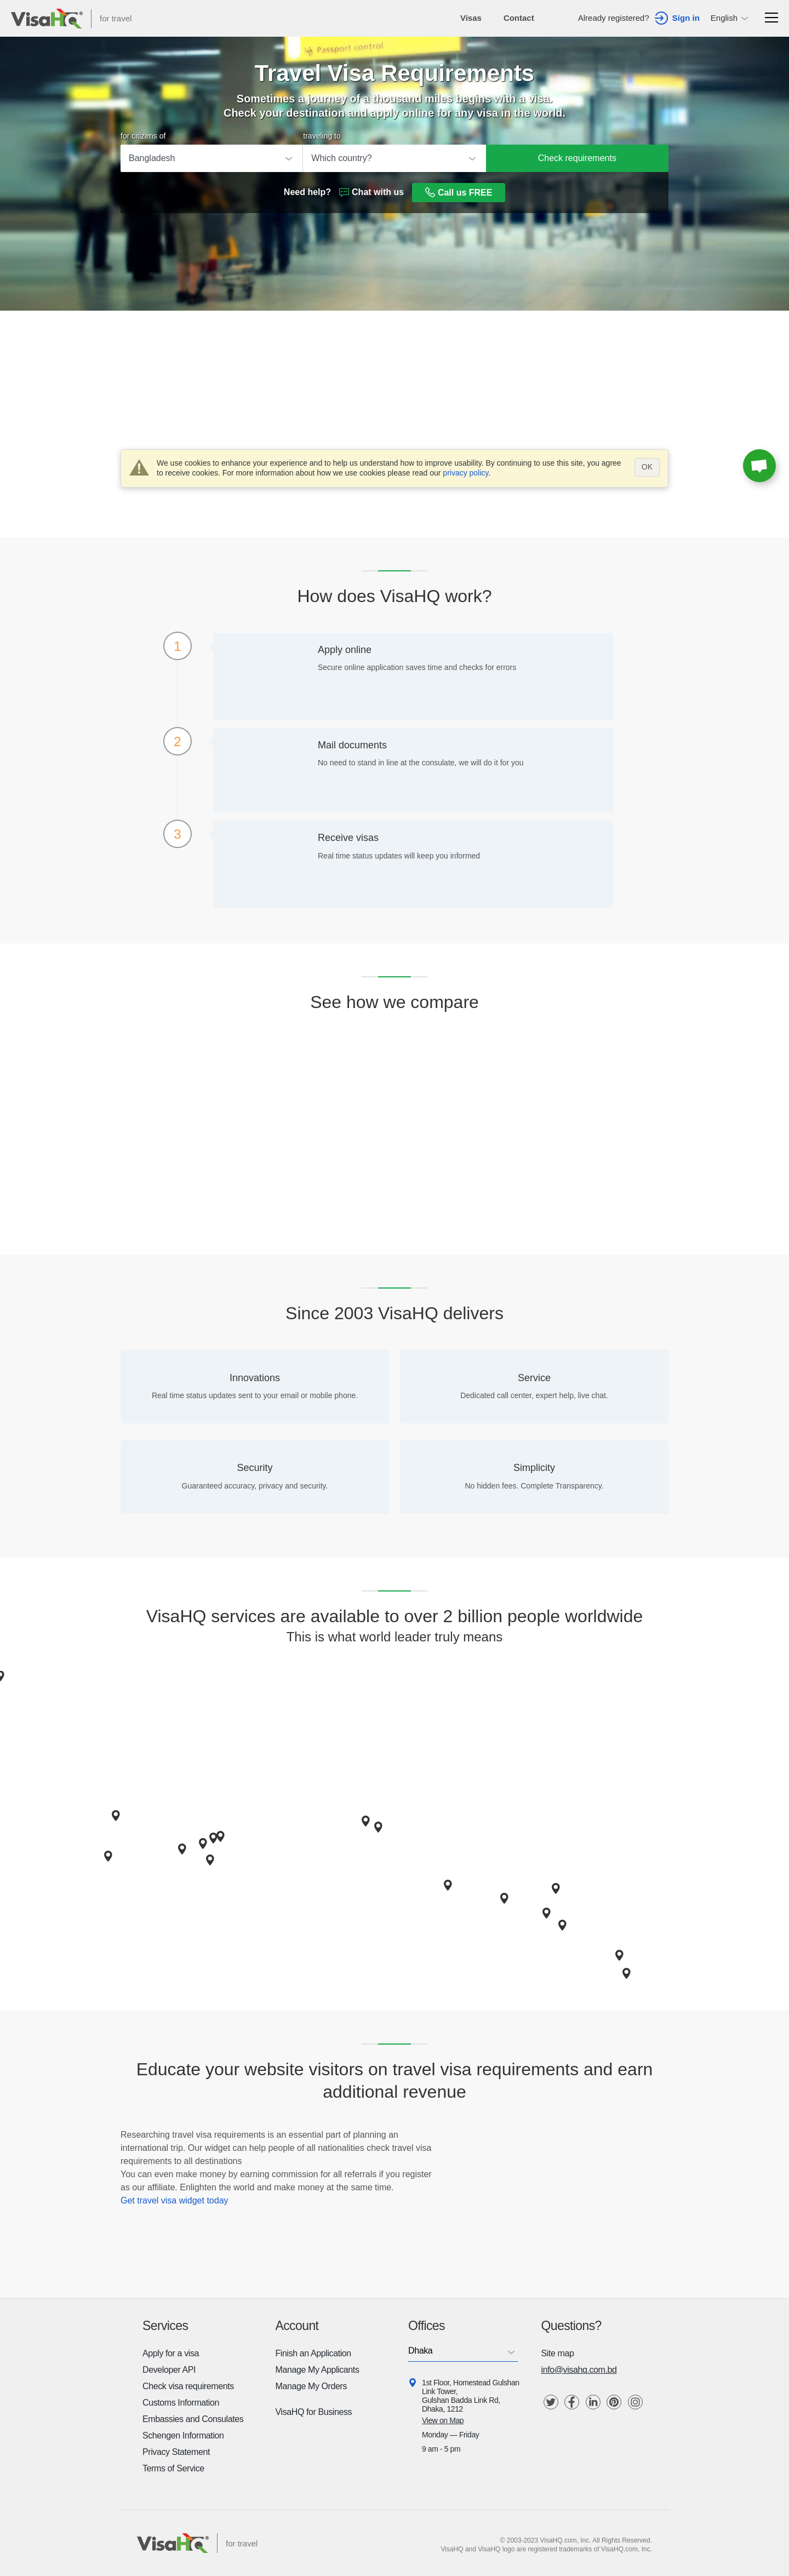 VisaHQ® for travel
Visas
Contact
Already registered? Sign in
English
Passport control
Travel Visa Requirements
Sometimes a journey of a thousand miles begins with a visa.
Check your destination and apply online for any visa in the world.
for citizens of
traveling to
Bangladesh
Which country?
Check requirements
Need help? Chat with us Call us FREE
We use cookies to enhance your experience and to help us understand how to improve usability. By continuing to use this site, you agree
to receive cookies. For more information about how we use cookies please read our privacy policy.
OK
How does VisaHQ work?
1
Apply online
Secure online application saves time and checks for errors
2
Mail documents
No need to stand in line at the consulate, we will do it for you
3
Receive visas
Real time status updates will keep you informed
See how we compare
Since 2003 VisaHQ delivers
Innovations
Real time status updates sent to your email or mobile phone.
Service
Dedicated call center, expert help, live chat.
Security
Guaranteed accuracy, privacy and security.
Simplicity
No hidden fees. Complete Transparency.
VisaHQ services are available to over 2 billion people worldwide
This is what world leader truly means
Educate your website visitors on travel visa requirements and earn
additional revenue
Researching travel visa requirements is an essential part of planning an
international trip. Our widget can help people of all nationalities check travel visa
requirements to all destinations
You can even make money by earning commission for all referrals if you register
as our affiliate. Enlighten the world and make money at the same time.
Get travel visa widget today
Services
Apply for a visa
Developer API
Check visa requirements
Customs Information
Embassies and Consulates
Schengen Information
Privacy Statement
Terms of Service
Account
Finish an Application
Manage My Applicants
Manage My Orders
VisaHQ for Business
Offices
Dhaka
1st Floor, Homestead Gulshan
Link Tower,
Gulshan Badda Link Rd,
Dhaka, 1212
View on Map
Monday — Friday
9 am - 5 pm
Questions?
Site map
info@visahq.com.bd
VisaHQ® for travel
© 2003-2023 VisaHQ.com, Inc. All Rights Reserved.
VisaHQ and VisaHQ logo are registered trademarks of VisaHQ.com, Inc.